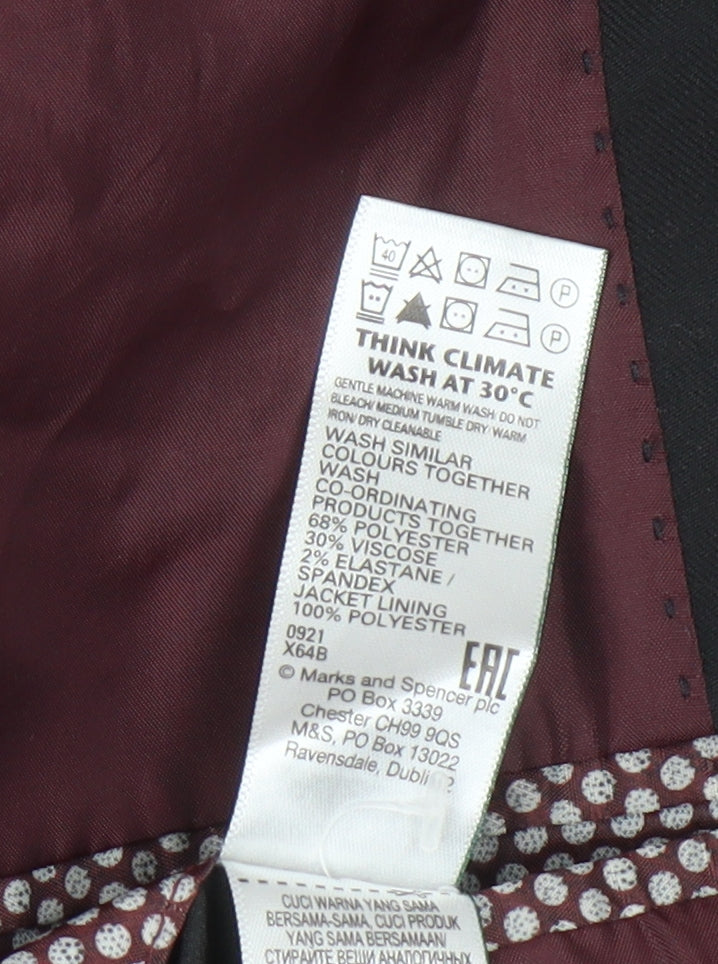 40 P
P
THINK CLIMATE
WASH AT 30°C
GENTLE MACHINE WARM WASH/ DO NOT
BLEACH/ MEDIUM TUMBLE DRY/ WARM
IRON/ DRY CLEANABLE
WASH SIMILAR
COLOURS TOGETHER
WASH
CO-ORDINATING
PRODUCTS TOGETHER
68% POLYESTER
30% VISCOSE
2% ELASTANE /
SPANDEX
JACKET LINING
100% POLYESTER
0921
X64B
EAC
© Marks and Spencer plc
PO Box 3339
Chester CH99 9QS
M&S, PO Box 13022
Ravensdale, Dubli 2
CUCI WARNA YANG SAMA
BERSAMA-SAMA, CUCI PRODUK
YANG SAMA BERSAMAAN/
СТИРАЙТЕ ВЕЩИ АНАЛОГИЧНЫХ